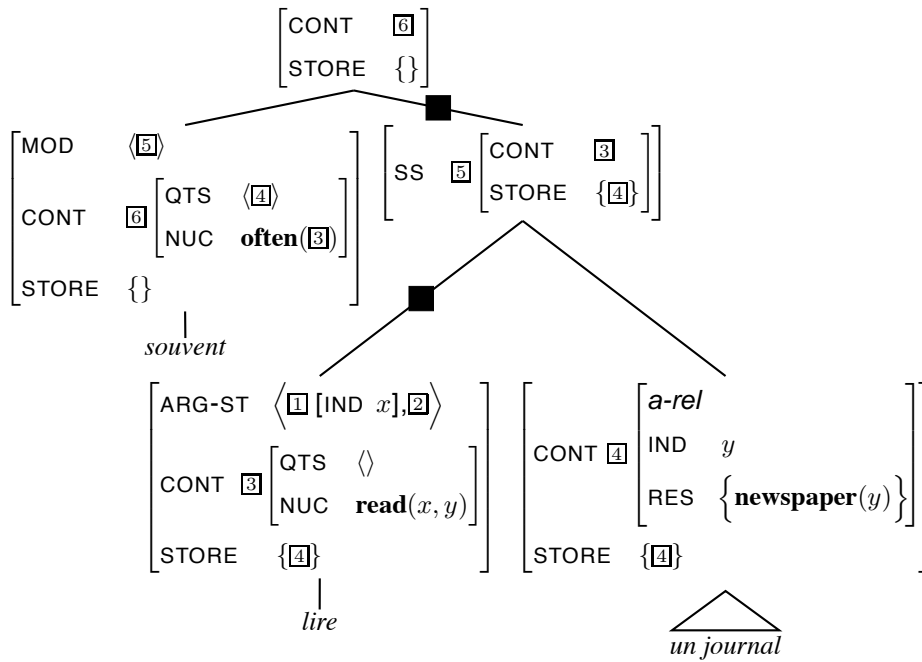 CONT 6
STORE {}
MOD ⟨5⟩
CONT 6 QTS ⟨4⟩
NUC often(3)
STORE {}
SS 5 CONT 3
STORE {4}
souvent
ARG-ST ⟨1 [IND x],2⟩
CONT 3 QTS ⟨⟩
NUC read(x, y)
STORE {4}
lire
CONT 4 a-rel
IND y
RES {newspaper(y)}
STORE {4}
un journal